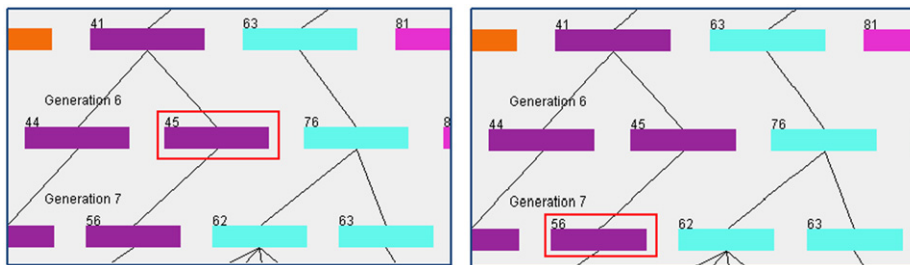 41 63 81
Generation 6
44 45 76 8
Generation 7
56 62 63
41 63 81
Generation 6
44 45 76
Generation 7
56 62 63